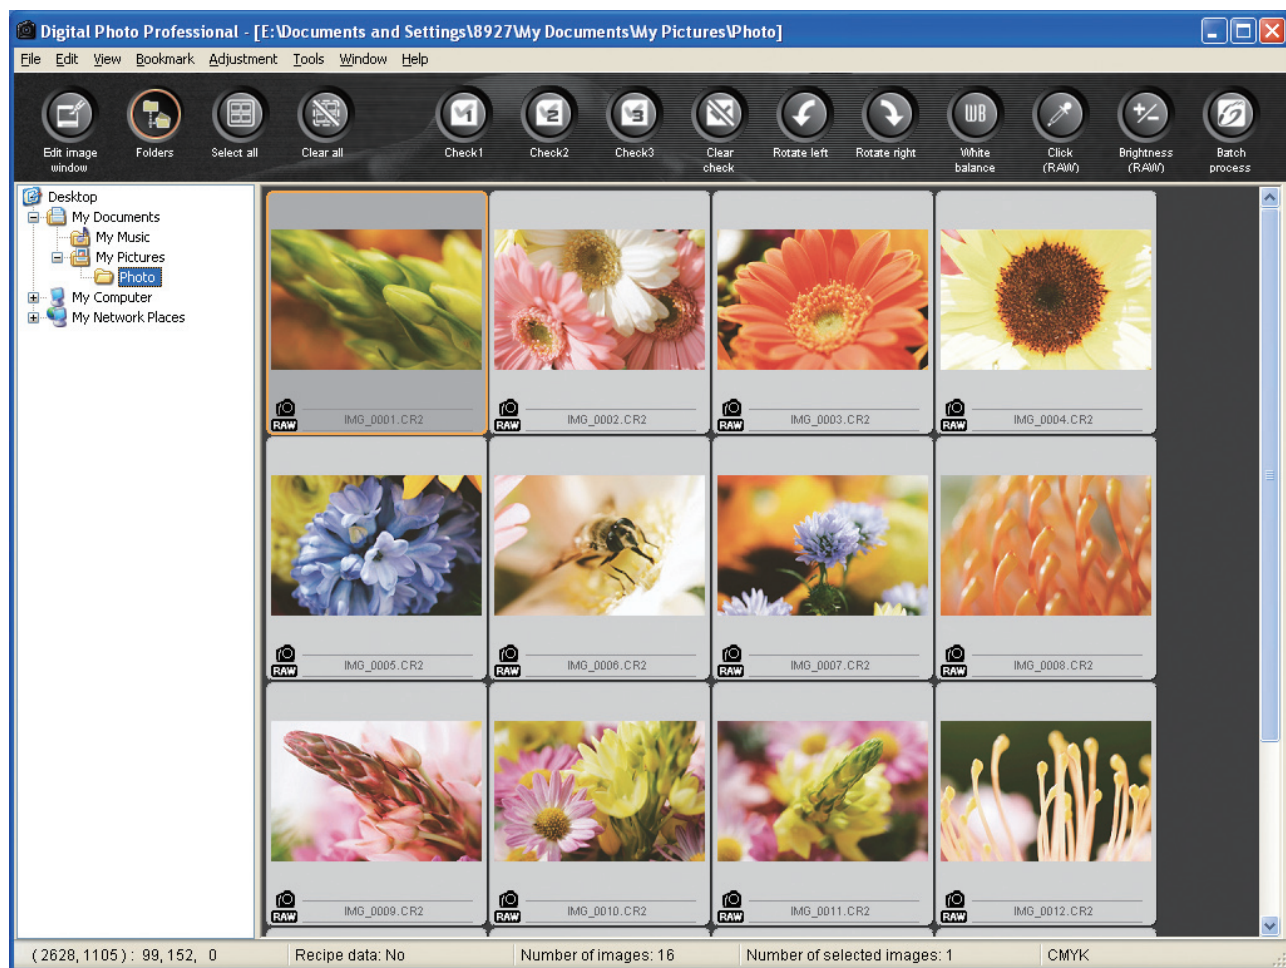 Digital Photo Professional - [E:\Documents and Settings\8927\My Documents\My Pictures\Photo]
File Edit View Bookmark Adjustment Tools Window Help
Edit image window
Folders
Select all
Clear all
Check1
Check2
Check3
Clear check
Rotate left
Rotate right
White balance
Click (RAW)
Brightness (RAW)
Batch process
WB
Desktop
My Documents
My Music
My Pictures
Photo
My Computer
My Network Places
RAW IMG_0001.CR2
RAW IMG_0002.CR2
RAW IMG_0003.CR2
RAW IMG_0004.CR2
RAW IMG_0005.CR2
RAW IMG_0006.CR2
RAW IMG_0007.CR2
RAW IMG_0008.CR2
RAW IMG_0009.CR2
RAW IMG_0010.CR2
RAW IMG_0011.CR2
RAW IMG_0012.CR2
(2628,1105): 99,152, 0 Recipe data: No Number of images: 16 Number of selected images: 1 CMYK